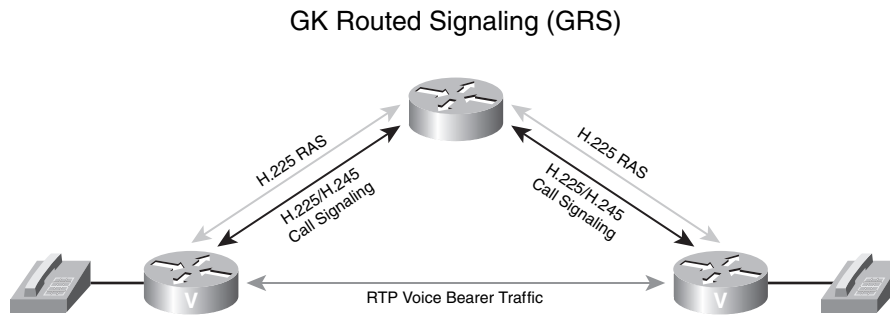 GK Routed Signaling (GRS)
H.225 RAS
H.225/H.245
Call Signaling
H.225 RAS
H.225/H.245
Call Signaling
V
RTP Voice Bearer Traffic
V